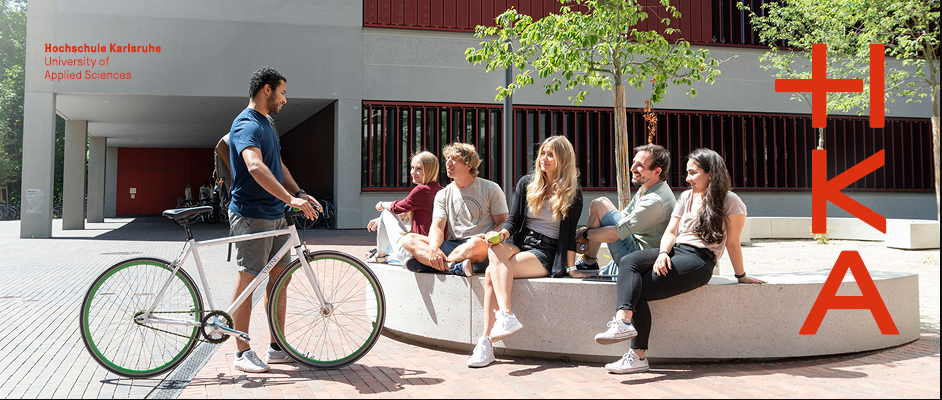 Hochschule Karlsruhe
University of
Applied Sciences
H
K
A